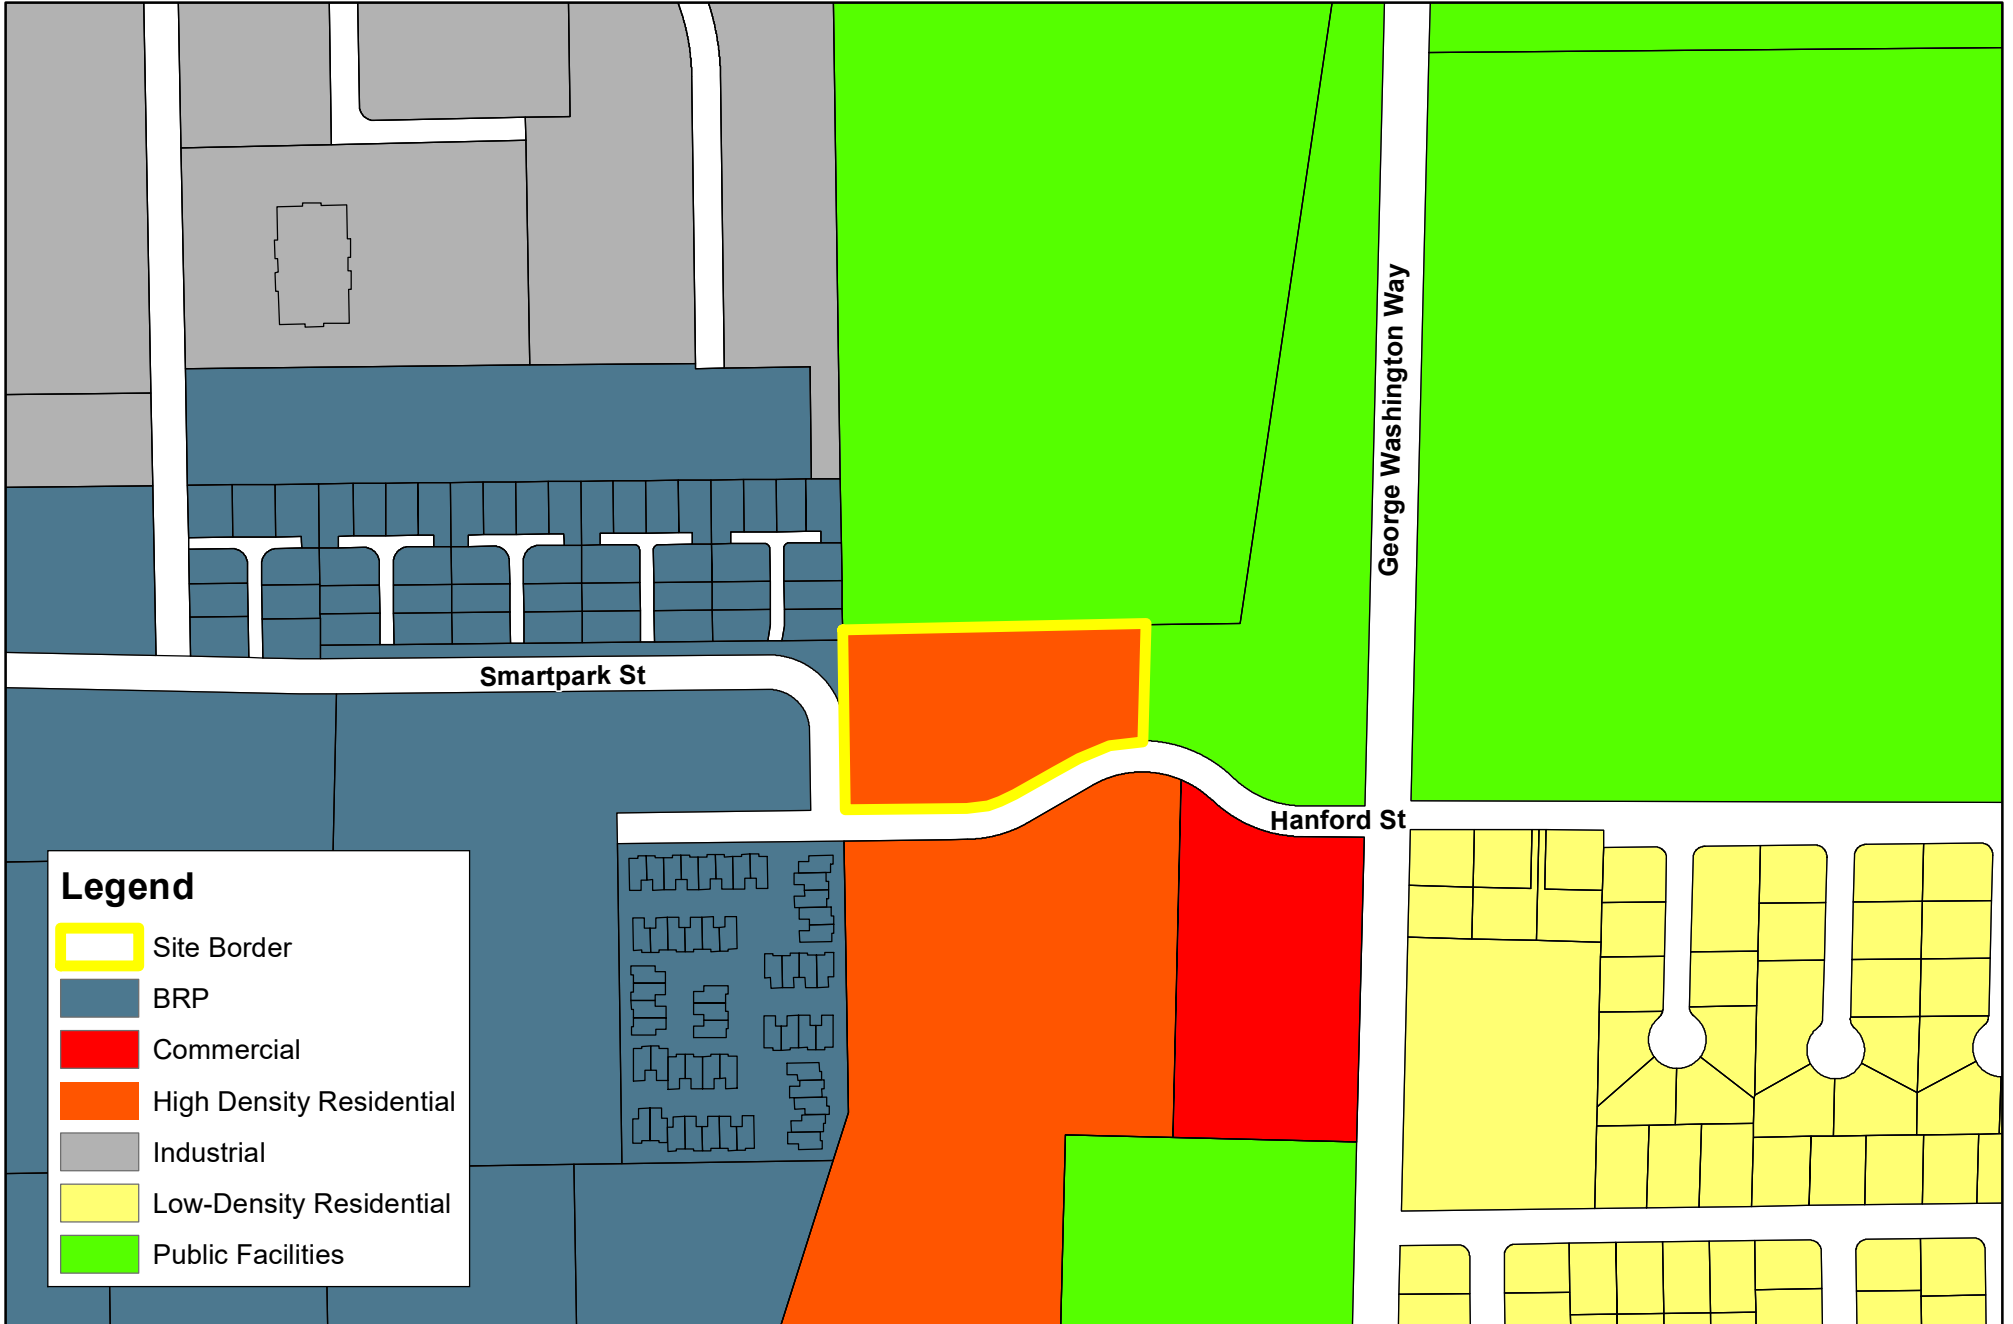 George Washington Way
Smartpark St
Hanford St
Legend
Site Border
BRP
Commercial
High Density Residential
Industrial
Low-Density Residential
Public Facilities